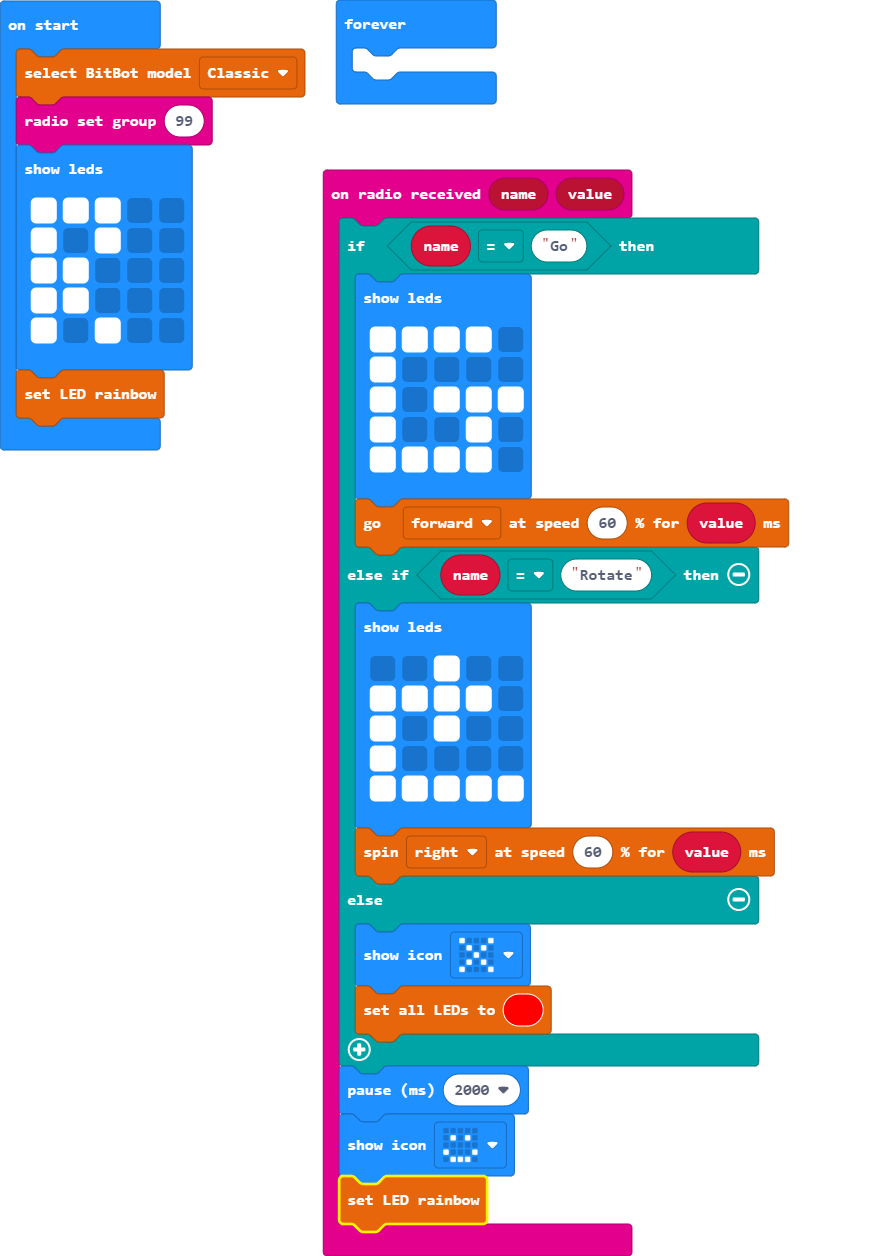 on start
select BitBot model Classic
radio set group 99
show leds
set LED rainbow
forever
on radio received name value
if name = "Go" then
show leds
go forward at speed 60 % for value ms
else if name = "Rotate" then
show leds
spin right at speed 60 % for value ms
else
show icon
set all LEDs to
pause (ms) 2000
show icon
set LED rainbow